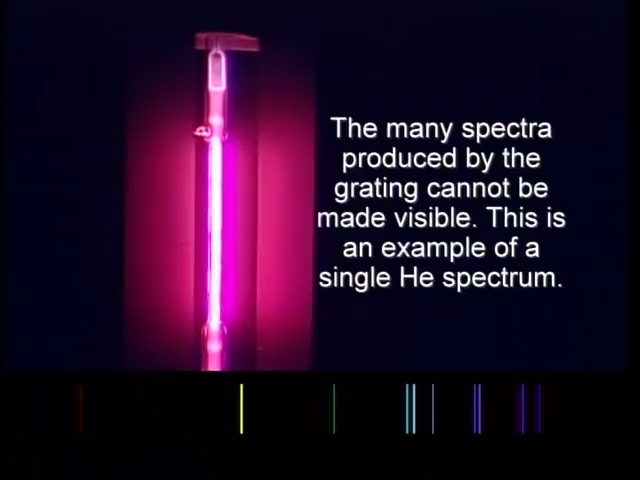 The many spectra
produced by the
grating cannot be
made visible. This is
an example of a
single He spectrum.